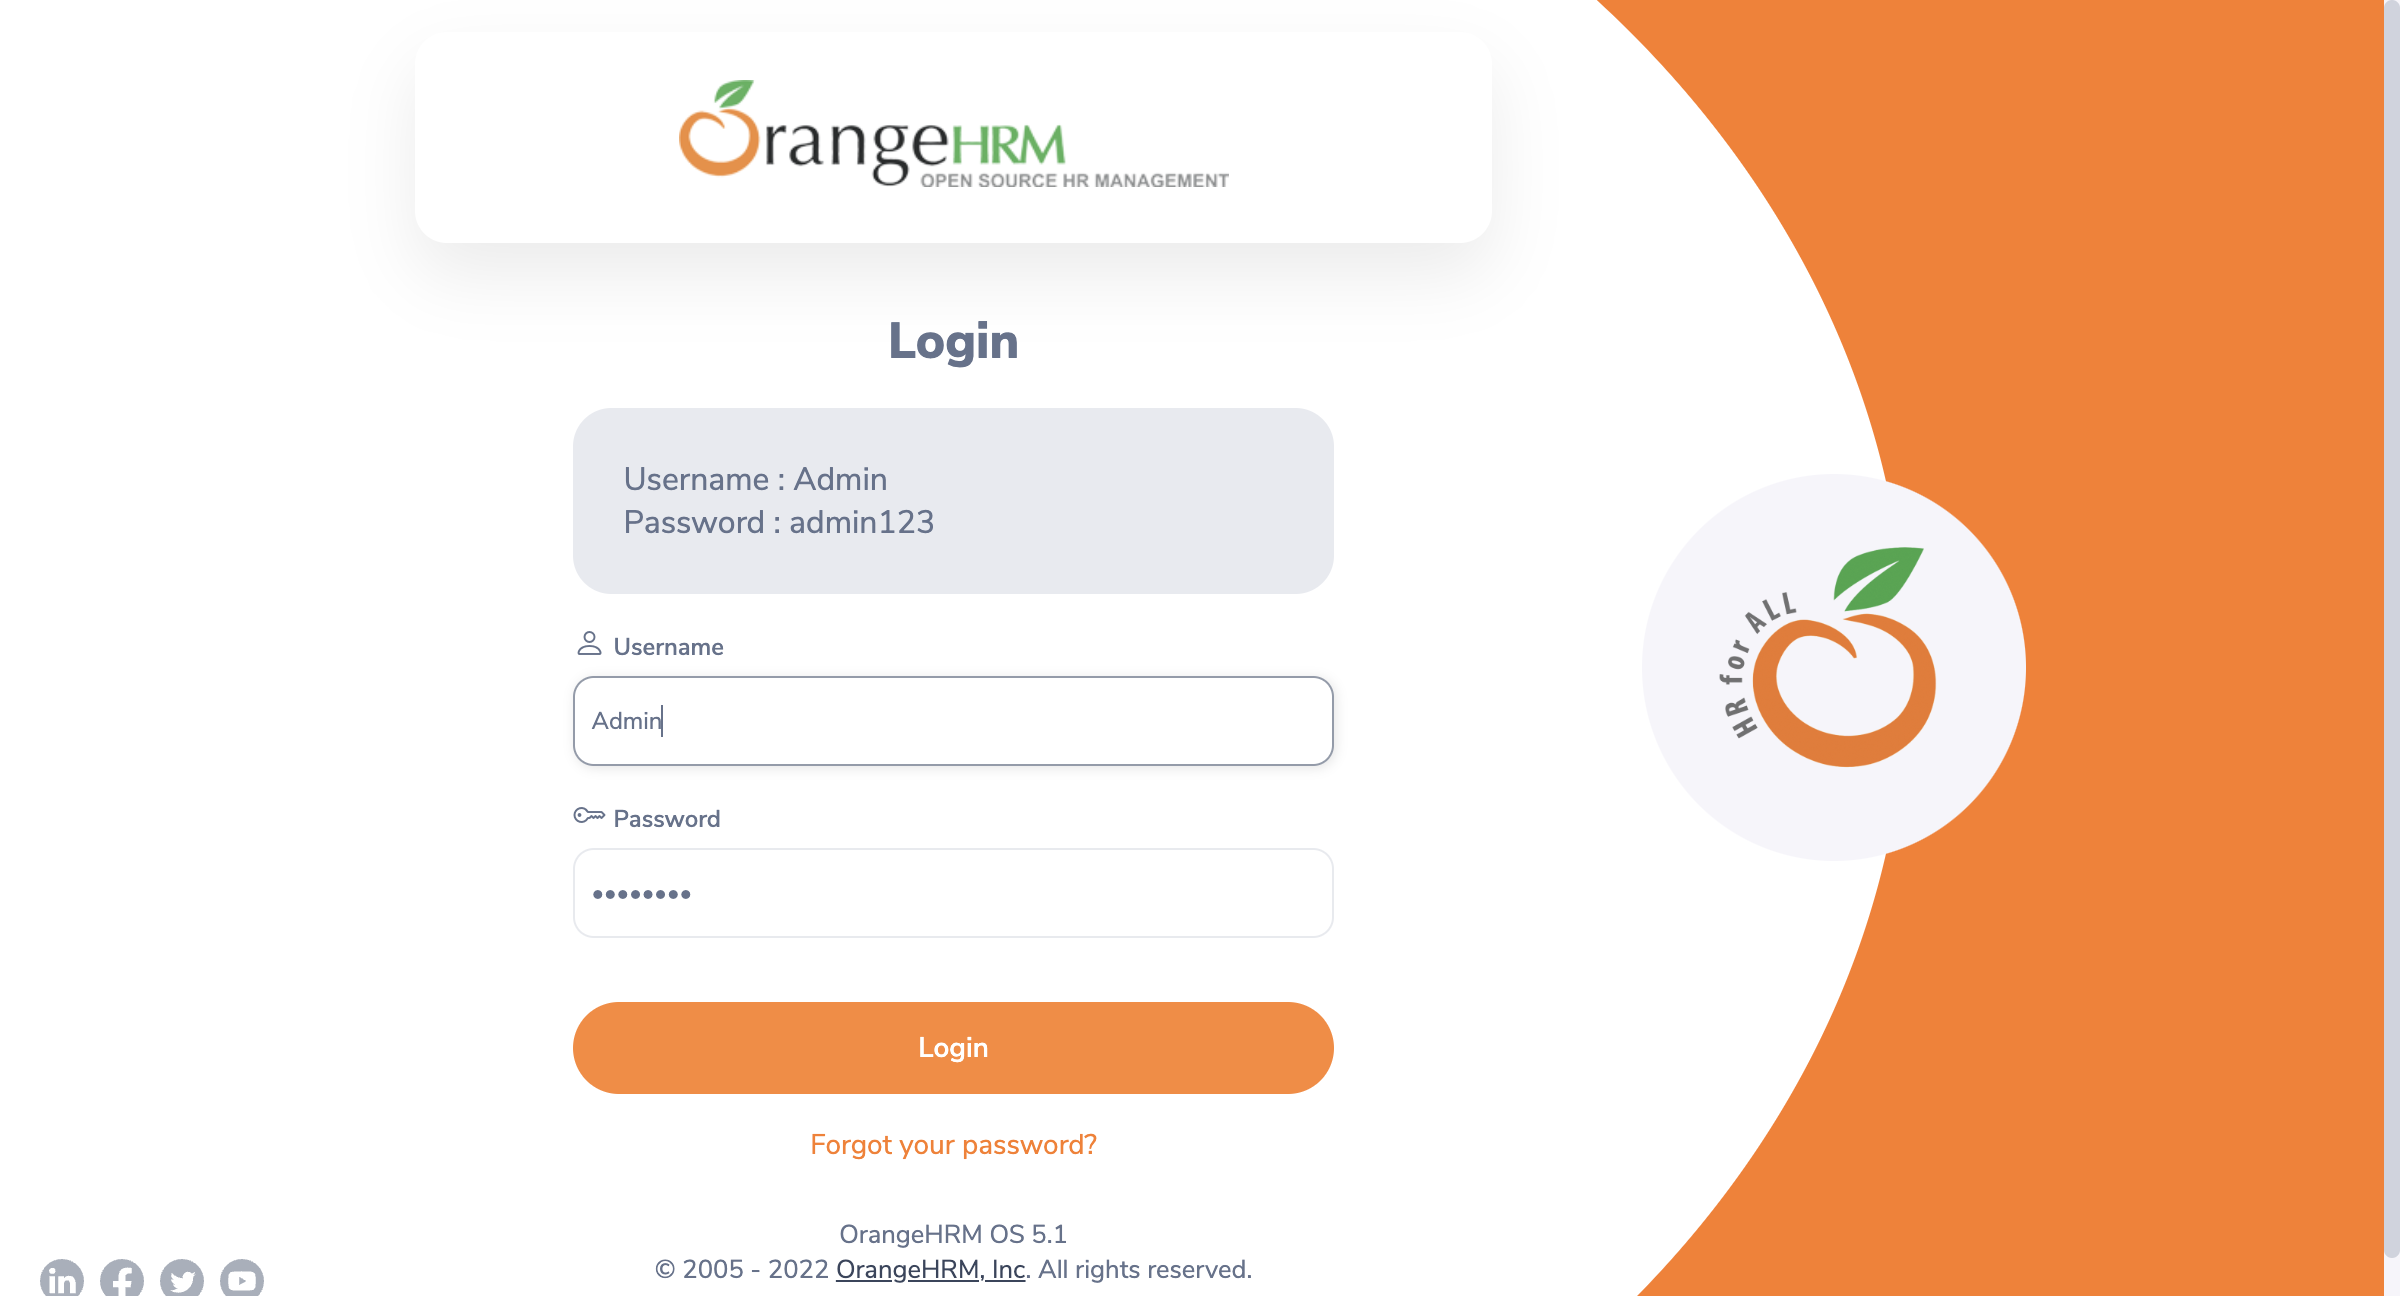 OrangeHRM
OPEN SOURCE HR MANAGEMENT
Login
Username : Admin
Password : admin123
Username
Admin
Password
••••••••
Login
Forgot your password?
OrangeHRM OS 5.1
© 2005 - 2022 OrangeHRM, Inc. All rights reserved.
HR for ALL